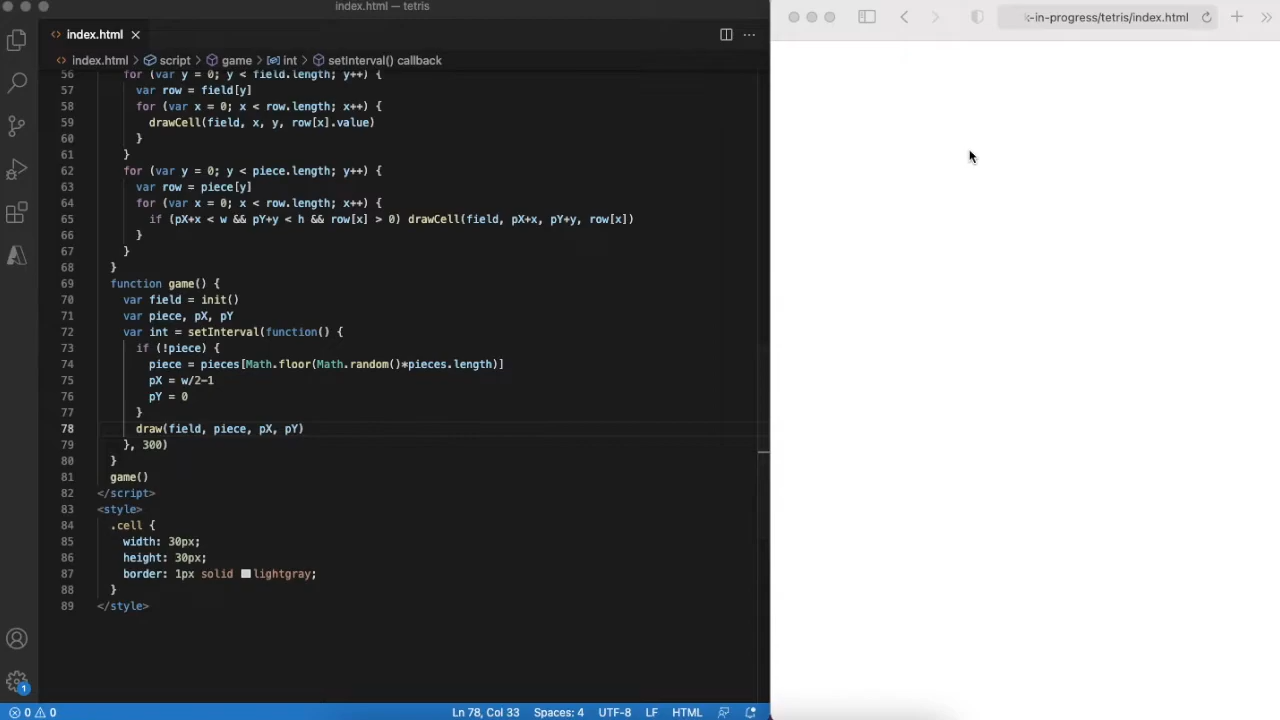 index.html — tetris
index.html
index.html > script > game > int > setInterval() callback
56 for (var y = 0; y < field.length; y++) {
57 var row = field[y]
58 for (var x = 0; x < row.length; x++) {
59 drawCell(field, x, y, row[x].value)
60 }
61 }
62 for (var y = 0; y < piece.length; y++) {
63 var row = piece[y]
64 for (var x = 0; x < row.length; x++) {
65 if (pX+x < w && pY+y < h && row[x] > 0) drawCell(field, pX+x, pY+y, row[x])
66 }
67 }
68 }
69 function game() {
70 var field = init()
71 var piece, pX, pY
72 var int = setInterval(function() {
73 if (!piece) {
74 piece = pieces[Math.floor(Math.random()*pieces.length)]
75 pX = w/2-1
76 pY = 0
77 }
78 draw(field, piece, pX, pY)
79 }, 300)
80 }
81 game()
82 </script>
83 <style>
84 .cell {
85 width: 30px;
86 height: 30px;
87 border: 1px solid lightgray;
88 }
89 </style>
1
0 0
Ln 78, Col 33
Spaces: 4
UTF-8
LF
HTML
-in-progress/tetris/index.html